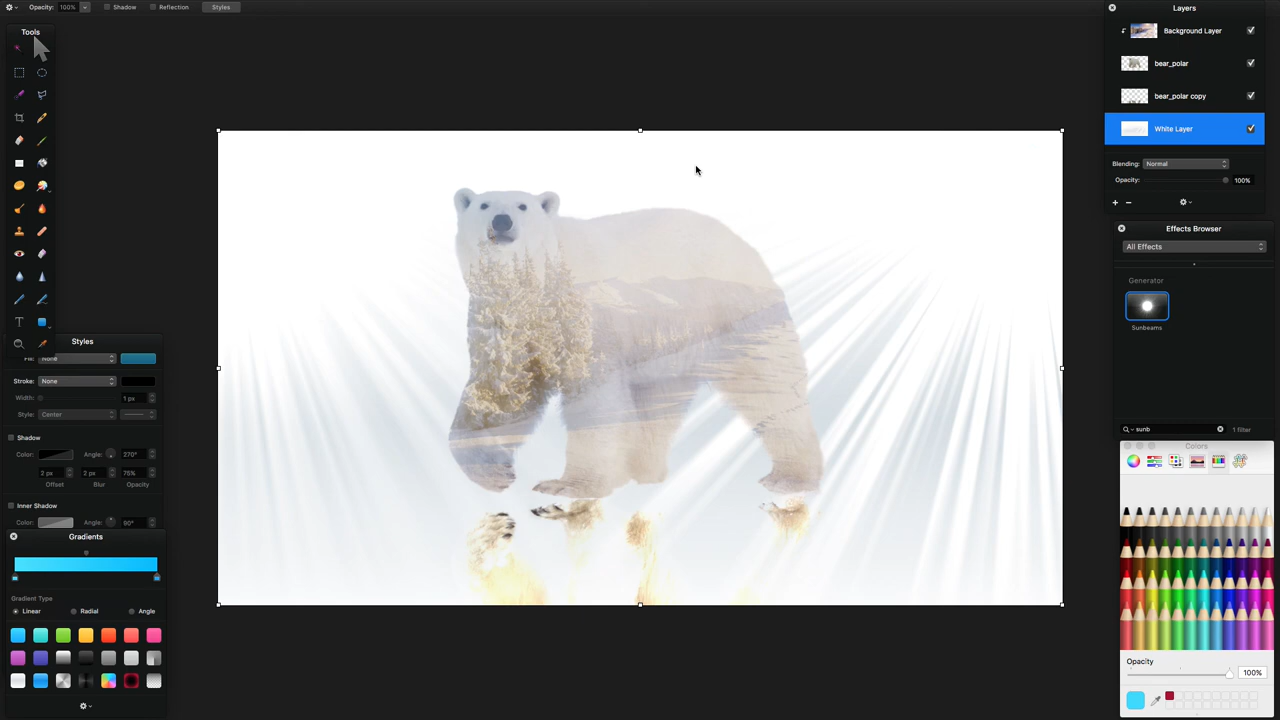 Opacity: 100% Shadow Reflection Styles
Tools
Layers
Background Layer
bear_polar
bear_polar copy
White Layer
Blending: Normal
Opacity: 100%
Effects Browser
All Effects
Generator
Sunbeams
sunb 1 filter
Styles
Fill: None
Stroke: None
Width: 1 px
Style: Center
Shadow
Color: Angle: 270°
2 px 2 px 75%
Offset Blur Opacity
Inner Shadow
Color: Angle: 90°
Gradients
Gradient Type
Linear Radial Angle
Colors
Opacity
100%